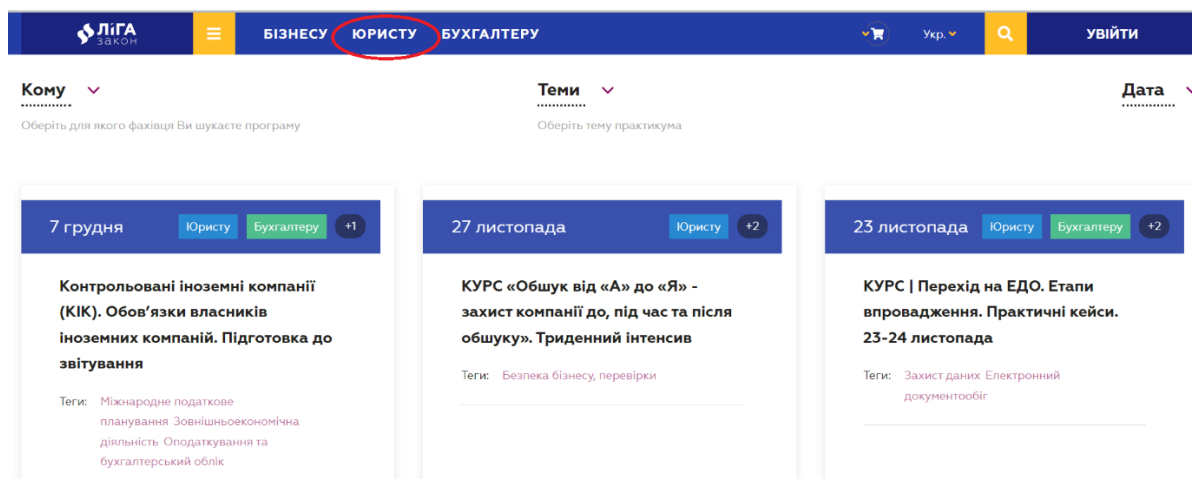 ЛІГА
ЗАКОН
БІЗНЕСУ ЮРИСТУ БУХГАЛТЕРУ
Укр.
УВІЙТИ
Кому
Теми
Дата
Оберіть для якого фахівця Ви шукаєте програму
Оберіть тему практикума
7 грудня Юристу Бухгалтеру +1
Контрольовані іноземні компанії
(КІК). Обов’язки власників
іноземних компаній. Підготовка до
звітування
Теги: Міжнародне податкове
планування Зовнішньоекономічна
діяльність Оподаткування та
бухгалтерський облік
27 листопада Юристу +2
КУРС «Обшук від «А» до «Я» -
захист компанії до, під час та після
обшуку». Триденний інтенсив
Теги: Безпека бізнесу, перевірки
23 листопада Юристу Бухгалтеру +2
КУРС | Перехід на ЕДО. Етапи
впровадження. Практичні кейси.
23-24 листопада
Теги: Захист даних Електронний
документообіг